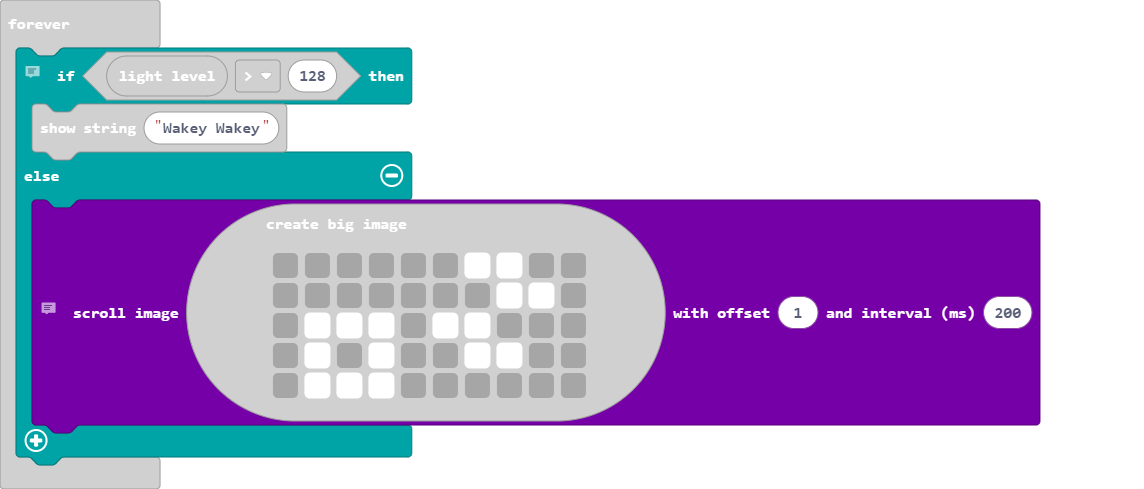 forever
if light level > 128 then
show string "Wakey Wakey"
else
create big image
scroll image with offset 1 and interval (ms) 200